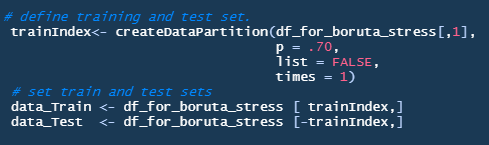 # define training and test set.
trainIndex<- createDataPartition(df_for_boruta_stress[,1],
p = .70,
list = FALSE,
times = 1)
# set train and test sets
data_Train <- df_for_boruta_stress [ trainIndex,]
data_Test  <- df_for_boruta_stress [-trainIndex,]